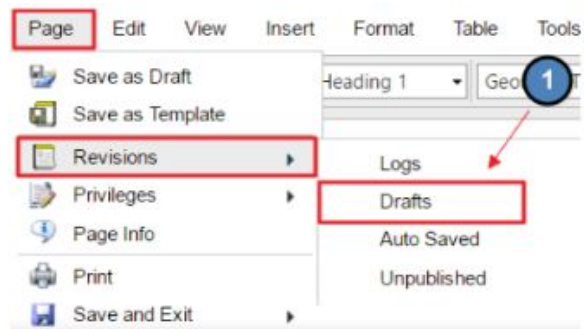 Page Edit View Insert Format Table Tools
Save as Draft
Heading 1 Geo 1 T
Save as Template
Revisions
Logs
Privileges
Drafts
Page Info
Auto Saved
Print
Unpublished
Save and Exit